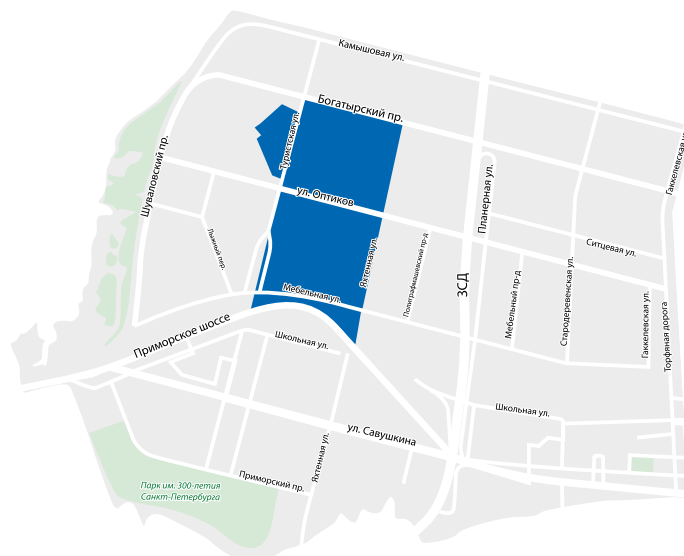 Камышовая ул.
Богатырский пр.
Туристская ул.
Шуваловский пр.
Гаккелевская ул.
Планерная ул.
ул. Оптиков
Лыжный пер.
Яхтенная ул.
Полиграфмашевский пр-д
ЗСД
Ситцевая ул.
Мебельный пр-д
Стародеревенская ул.
Гаккелевская ул.
Торфяная дорога
Мебельная ул.
Приморское шоссе
Школьная ул.
Школьная ул.
ул. Савушкина
Яхтенная ул.
Приморский пр.
Парк им. 300-летия
Санкт-Петербурга